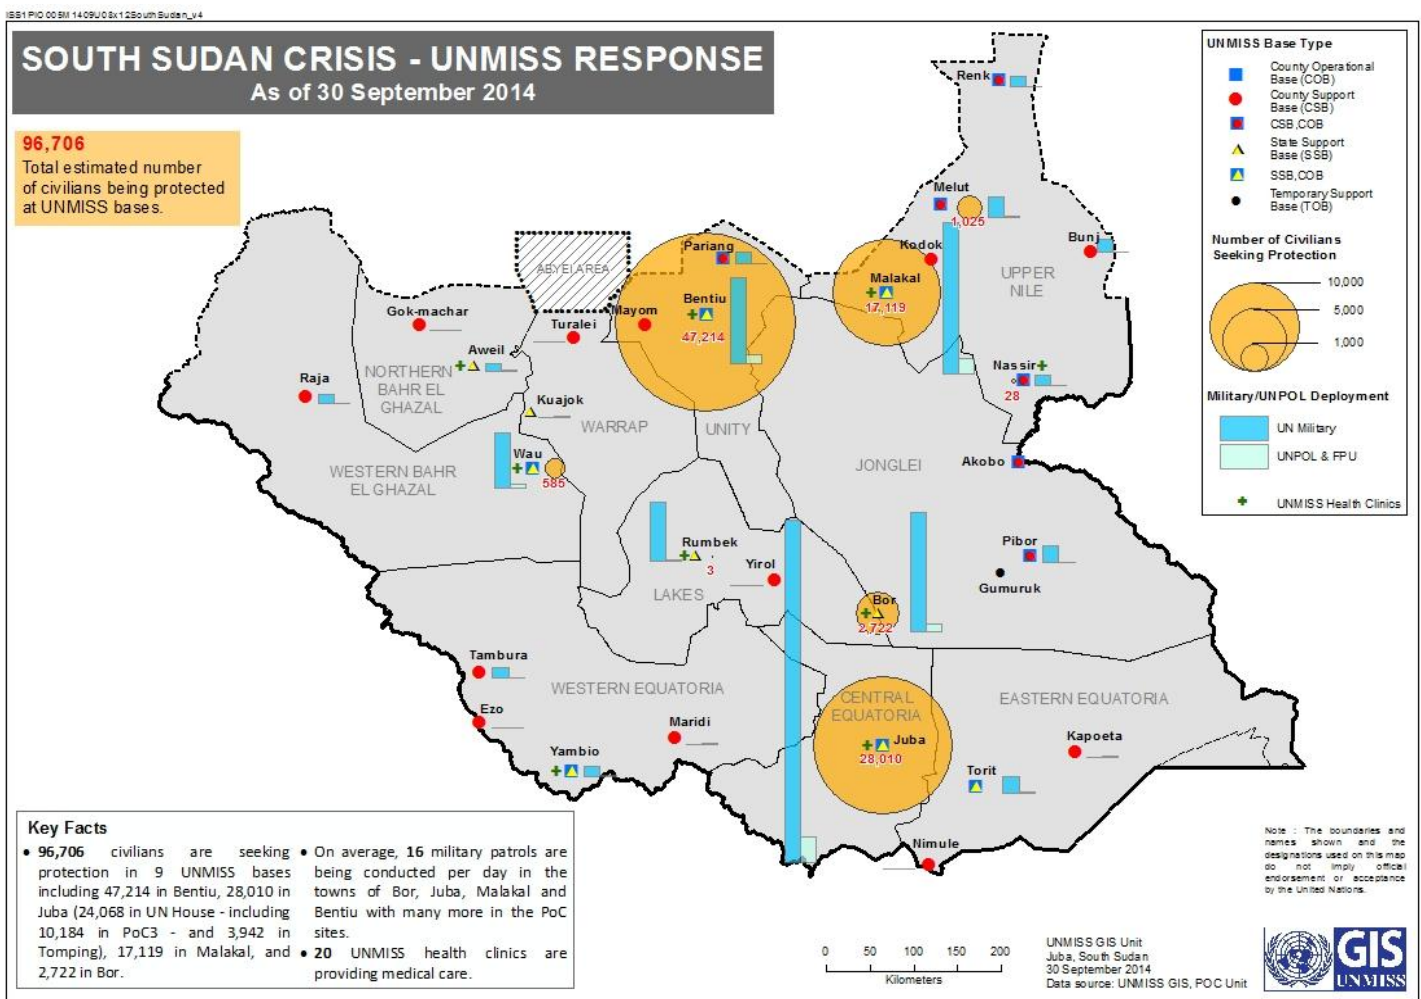 ISS1PIO005M1409U08x12SouthSudan_v4
SOUTH SUDAN CRISIS - UNMISS RESPONSE
As of 30 September 2014
96,706
Total estimated number
of civilians being protected
at UNMISS bases.
UNMISS Base Type
County Operational
Base (COB)
County Support
Base (CSB)
CSB,COB
State Support
Base (SSB)
SSB,COB
Temporary Support
Base (TOB)
Number of Civilians
Seeking Protection
10,000
5,000
1,000
Military/UNPOL Deployment
UN Military
UNPOL & FPU
UNMISS Health Clinics
Renk
Melut
1,025
Bunj
Kodok
UPPER
NILE
Malakal
17,119
Pariang
ABYEI AREA
Bentiu
47,214
Mayom
Gok-machar
Turalei
Aweil
NORTHERN
BAHR EL
GHAZAL
Raja
Nassir
28
Kuajok
WARRAP
UNITY
Wau
585
WESTERN BAHR
EL GHAZAL
JONGLEI
Akobo
Rumbek
3
Yirol
LAKES
Pibor
Gumuruk
Bor
2,722
Tambura
WESTERN EQUATORIA
CENTRAL
EQUATORIA
EASTERN EQUATORIA
Ezo
Maridi
Juba
28,010
Kapoeta
Yambio
Torit
Nimule
Key Facts
• 96,706 civilians are seeking
protection in 9 UNMISS bases
including 47,214 in Bentiu, 28,010 in
Juba (24,068 in UN House - including
10,184 in PoC3 - and 3,942 in
Tomping), 17,119 in Malakal, and
2,722 in Bor.
• On average, 16 military patrols are
being conducted per day in the
towns of Bor, Juba, Malakal and
Bentiu with many more in the PoC
sites.
• 20 UNMISS health clinics are
providing medical care.
0 50 100 150 200
Kilometers
UNMISS GIS Unit
Juba, South Sudan
30 September 2014
Data source: UNMISS GIS, POC Unit
Note : The boundaries and
names shown and the
designations used on this map
do not imply official
endorsement or acceptance
by the United Nations.
GIS
UNMISS